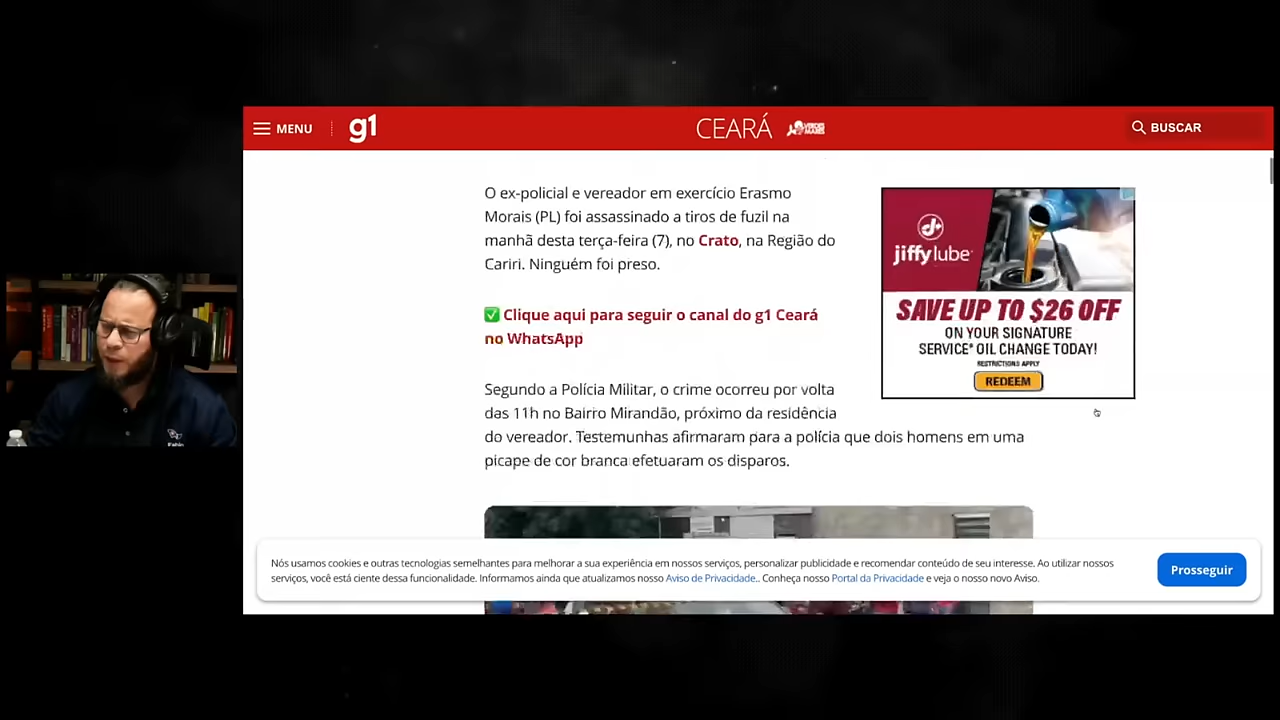 MENU
g1
CEARÁ
BUSCAR
O ex-policial e vereador em exercício Erasmo
Morais (PL) foi assassinado a tiros de fuzil na
manhã desta terça-feira (7), no Crato, na Região do
Cariri. Ninguém foi preso.
✅ Clique aqui para seguir o canal do g1 Ceará
no WhatsApp
Segundo a Polícia Militar, o crime ocorreu por volta
das 11h no Bairro Mirandão, próximo da residência
do vereador. Testemunhas afirmaram para a polícia que dois homens em uma
picape de cor branca efetuaram os disparos.
jiffy lube
SAVE UP TO $26 OFF
ON YOUR SIGNATURE
SERVICE® OIL CHANGE TODAY!
RESTRICTIONS APPLY
REDEEM
Nós usamos cookies e outras tecnologias semelhantes para melhorar a sua experiência em nossos serviços, personalizar publicidade e recomendar conteúdo de seu interesse. Ao utilizar nossos
serviços, você está ciente dessa funcionalidade. Informamos ainda que atualizamos nosso Aviso de Privacidade.. Conheça nosso Portal da Privacidade e veja o nosso novo Aviso.
Prosseguir